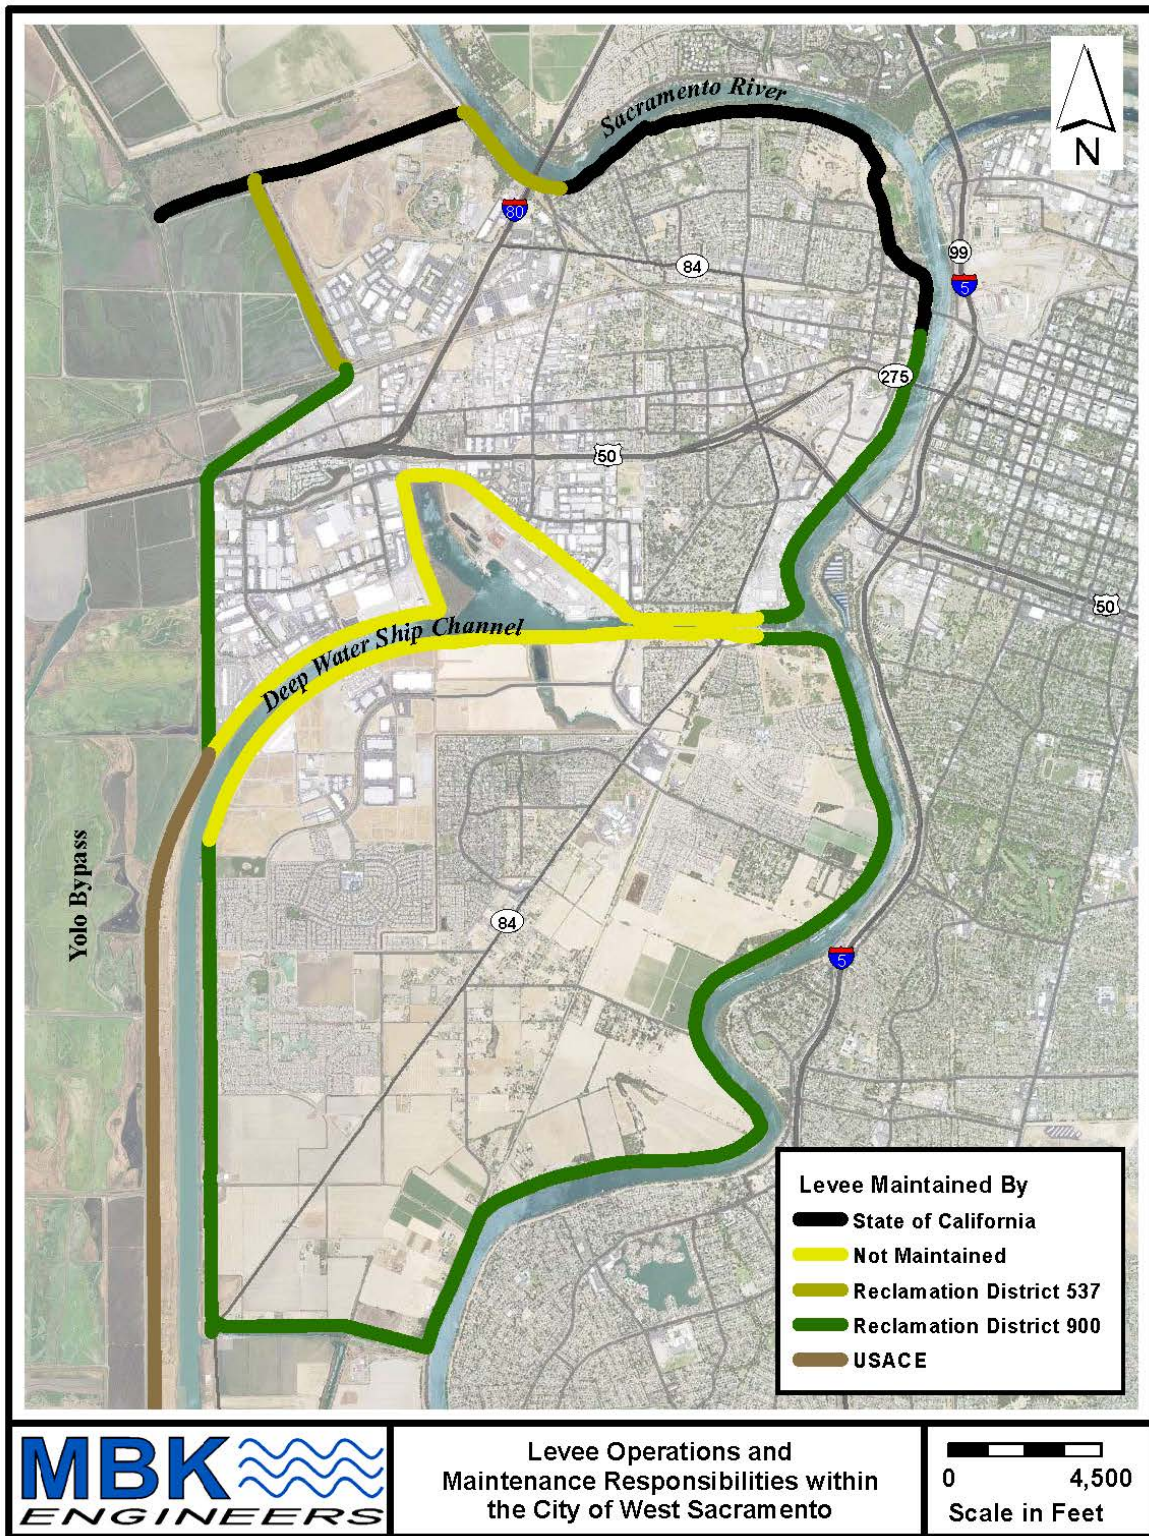 Sacramento River
N
80
84
99
5
275
50
50
Deep Water Ship Channel
Yolo Bypass
84
5
Levee Maintained By
State of California
Not Maintained
Reclamation District 537
Reclamation District 900
USACE
MBK
ENGINEERS
Levee Operations and
Maintenance Responsibilities within
the City of West Sacramento
0 4,500
Scale in Feet